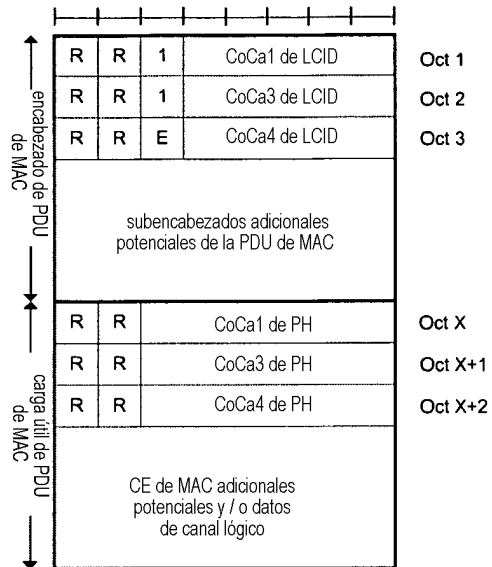 R R 1 CoCa1 de LCID Oct 1
R R 1 CoCa3 de LCID Oct 2
R R E CoCa4 de LCID Oct 3
encabezado de PDU
de MAC
subencabezados adicionales
potenciales de la PDU de MAC
R R CoCa1 de PH Oct X
R R CoCa3 de PH Oct X+1
R R CoCa4 de PH Oct X+2
carga útil de PDU
de MAC
CE de MAC adicionales
potenciales y / o datos
de canal lógico